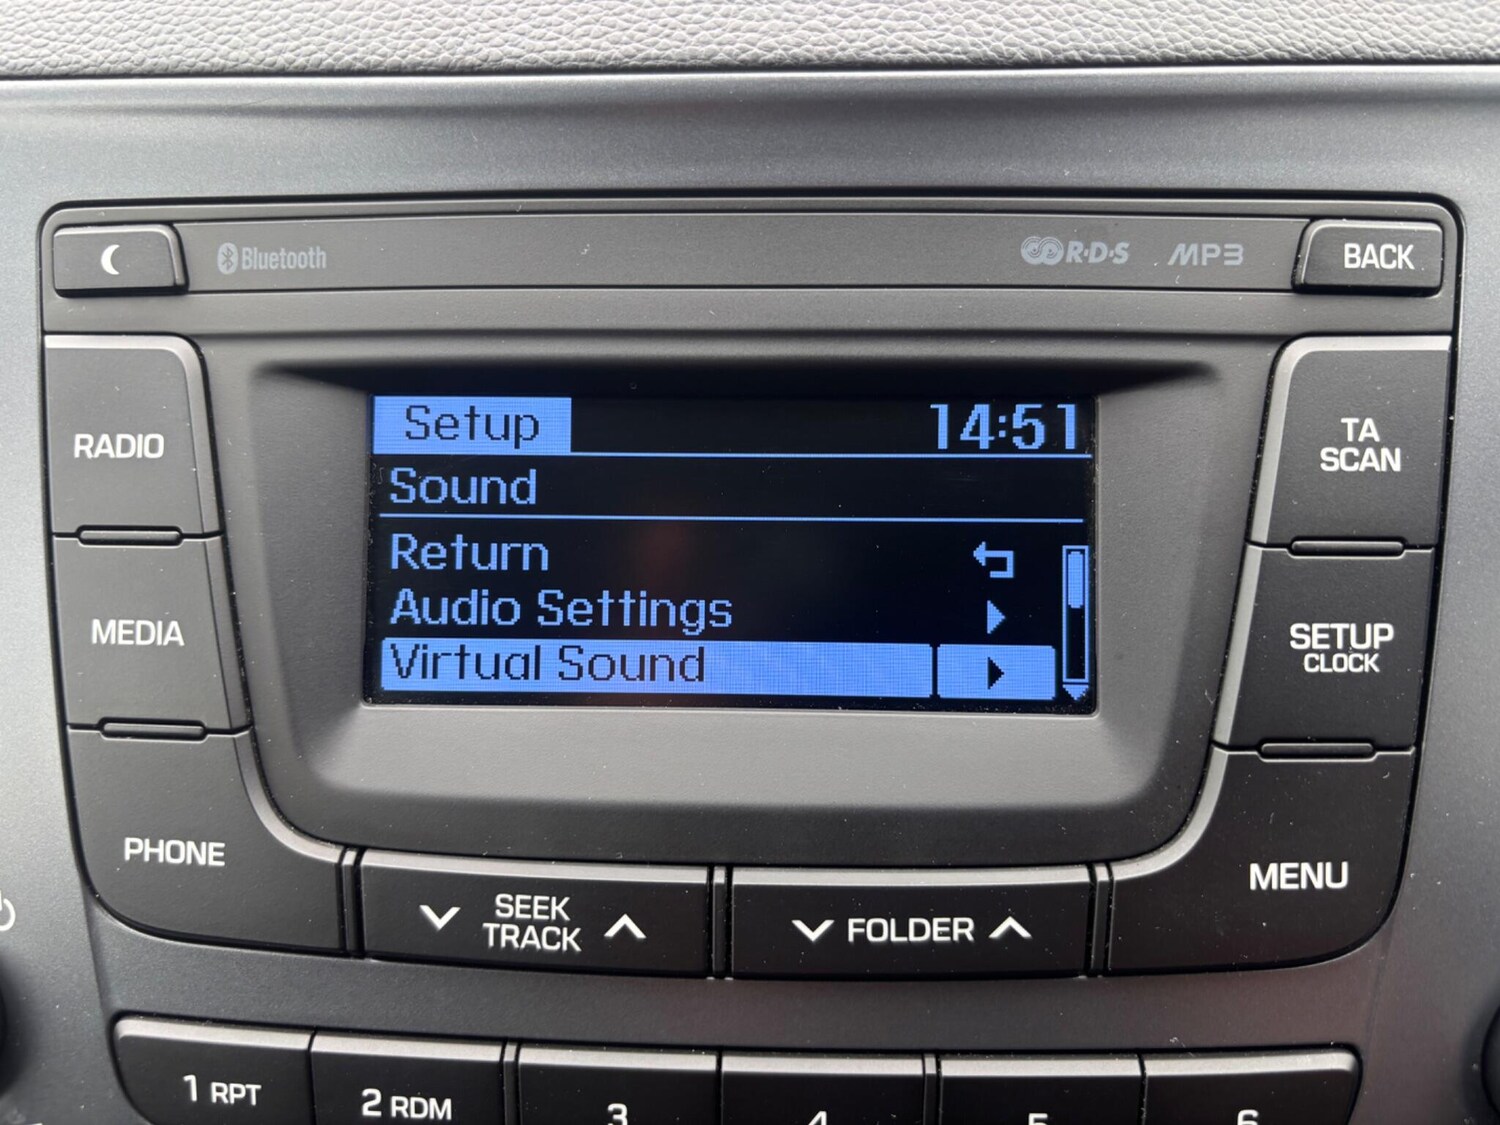 Bluetooth
R·D·S
MP3
BACK
RADIO
MEDIA
PHONE
Setup 14:51
Sound
Return
Audio Settings
Virtual Sound
TA
SCAN
SETUP
CLOCK
MENU
SEEK
TRACK
FOLDER
1 RPT
2 RDM
3
4
5
6